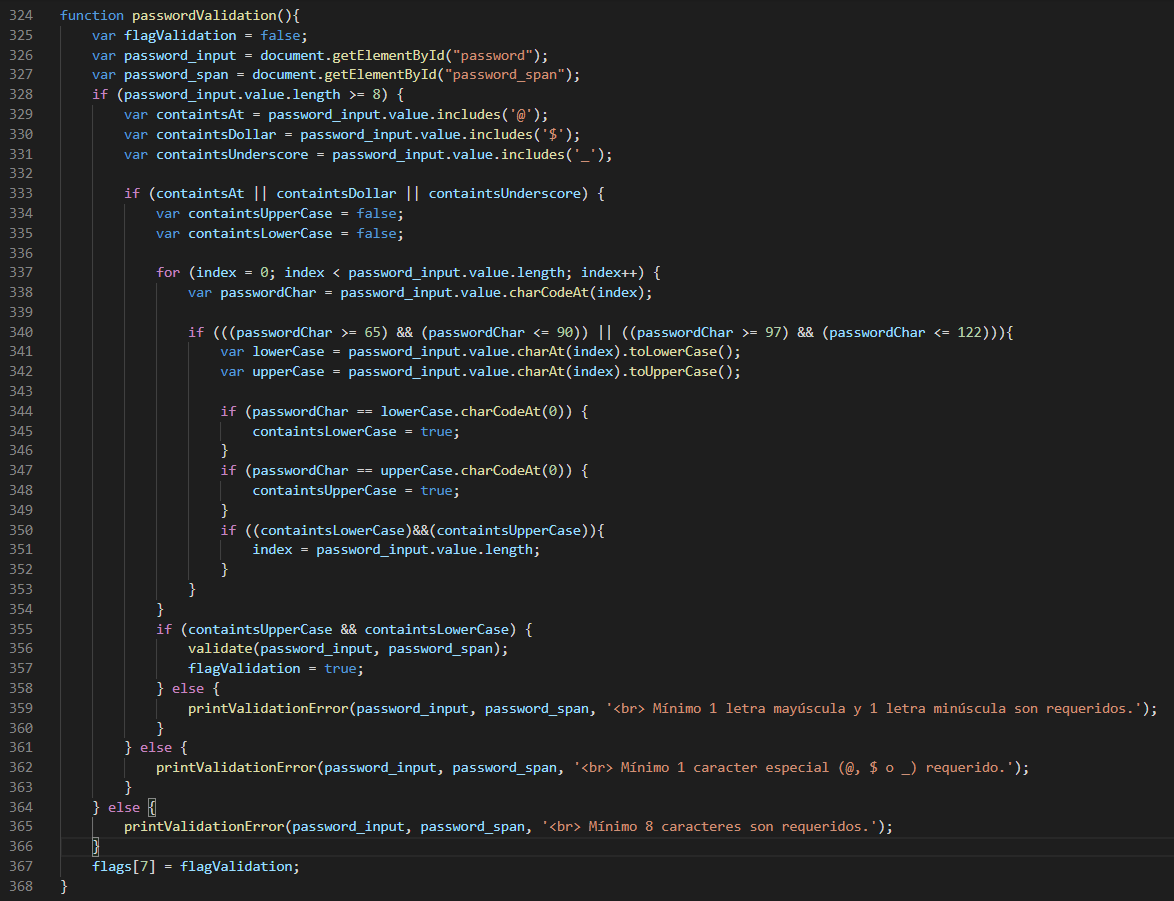 324 function passwordValidation(){
325     var flagValidation = false;
326     var password_input = document.getElementById("password");
327     var password_span = document.getElementById("password_span");
328     if (password_input.value.length >= 8) {
329         var containtsAt = password_input.value.includes('@');
330         var containtsDollar = password_input.value.includes('$');
331         var containtsUnderscore = password_input.value.includes('_');
332
333         if (containtsAt || containtsDollar || containtsUnderscore) {
334             var containtsUpperCase = false;
335             var containtsLowerCase = false;
336
337             for (index = 0; index < password_input.value.length; index++) {
338                 var passwordChar = password_input.value.charCodeAt(index);
339
340                 if (((passwordChar >= 65) && (passwordChar <= 90)) || ((passwordChar >= 97) && (passwordChar <= 122))){
341                     var lowerCase = password_input.value.charAt(index).toLowerCase();
342                     var upperCase = password_input.value.charAt(index).toUpperCase();
343
344                     if (passwordChar == lowerCase.charCodeAt(0)) {
345                         containtsLowerCase = true;
346                     }
347                     if (passwordChar == upperCase.charCodeAt(0)) {
348                         containtsUpperCase = true;
349                     }
350                     if ((containtsLowerCase)&&(containtsUpperCase)){
351                         index = password_input.value.length;
352                     }
353                 }
354             }
355             if (containtsUpperCase && containtsLowerCase) {
356                 validate(password_input, password_span);
357                 flagValidation = true;
358             } else {
359                 printValidationError(password_input, password_span, '<br> Mínimo 1 letra mayúscula y 1 letra minúscula son requeridos.');
360             }
361         } else {
362             printValidationError(password_input, password_span, '<br> Mínimo 1 caracter especial (@, $ o _) requerido.');
363         }
364     } else {
365         printValidationError(password_input, password_span, '<br> Mínimo 8 caracteres son requeridos.');
366     }
367     flags[7] = flagValidation;
368 }